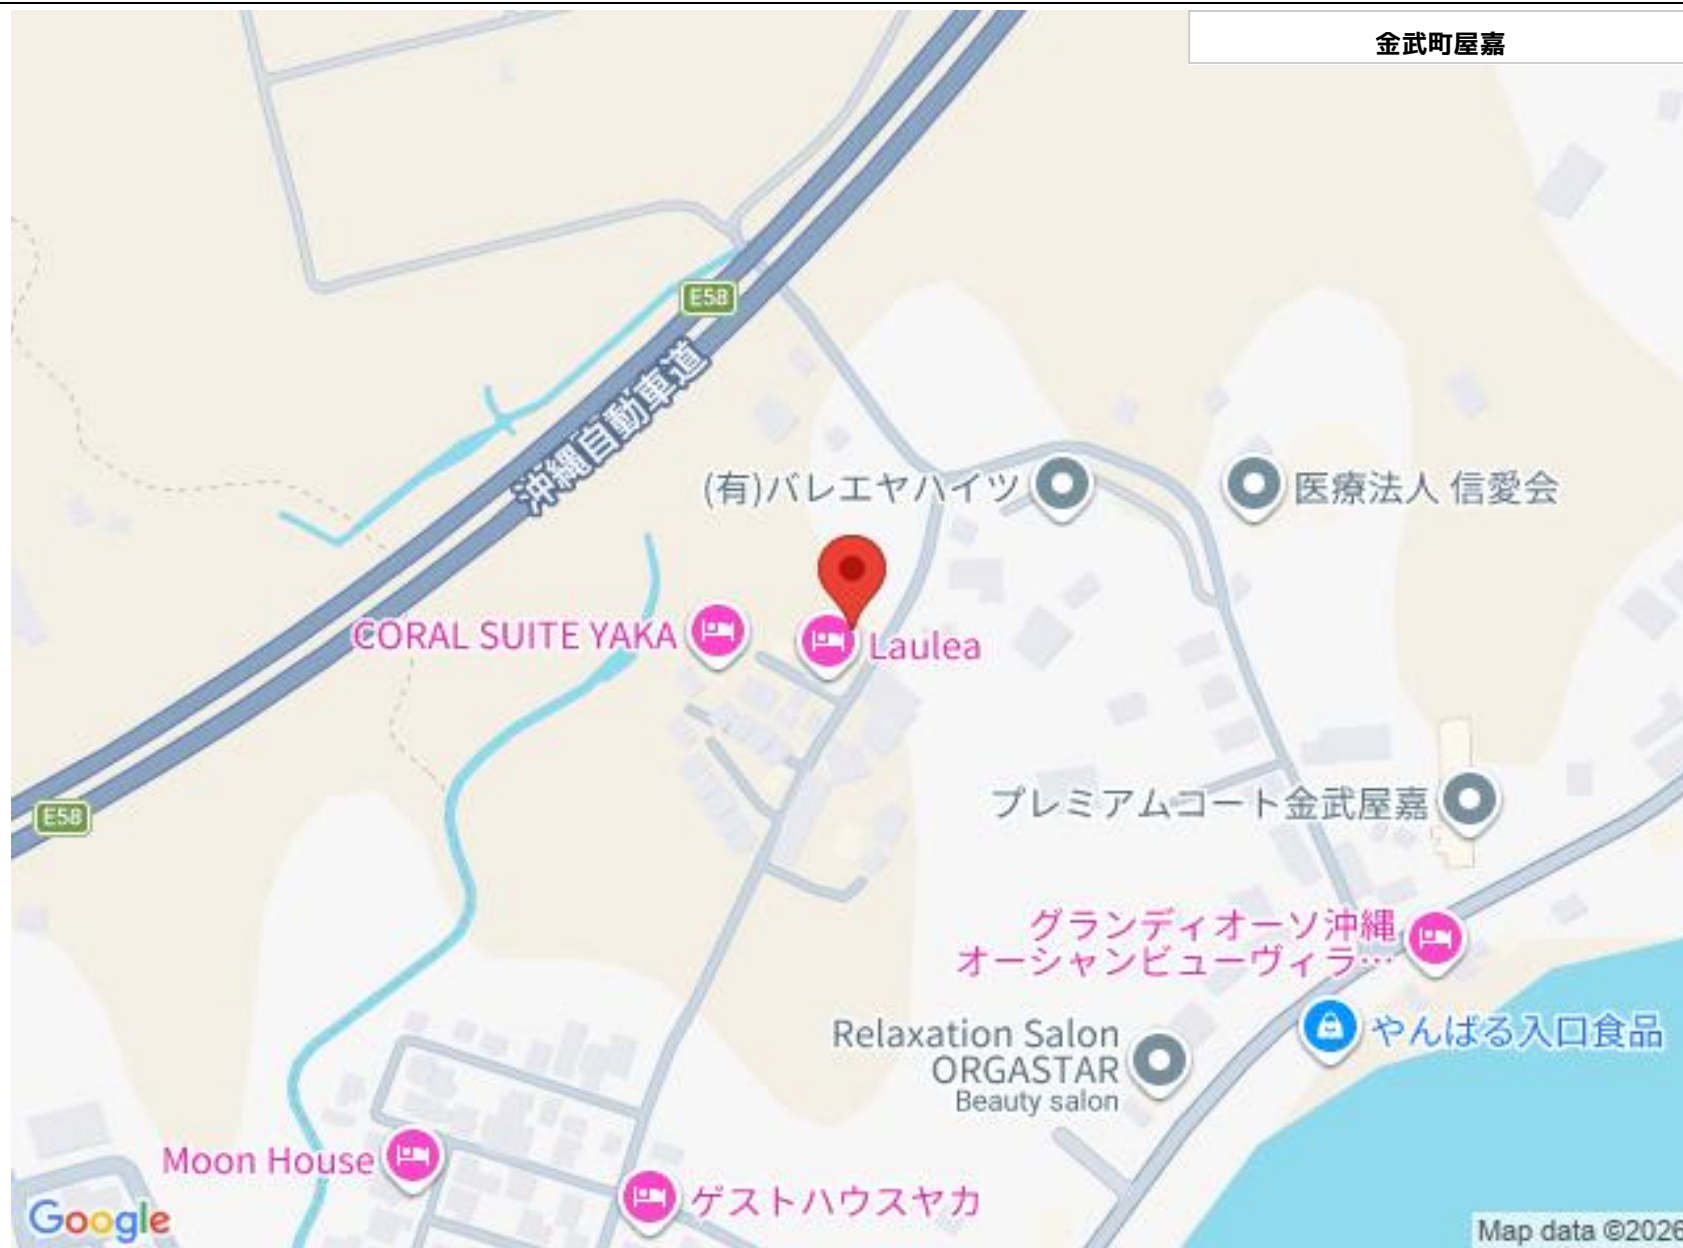 金武町屋嘉
E58
沖縄自動車道
(有)バレエヤハイツ
医療法人 信愛会
CORAL SUITE YAKA
Laulea
プレミアムコート金武屋嘉
E58
グランディオーソ沖縄
オーシャンビューヴィラ…
やんばる入口食品
Relaxation Salon
ORGASTAR
Beauty salon
Moon House
ゲストハウスヤカ
Google
Map data ©2026